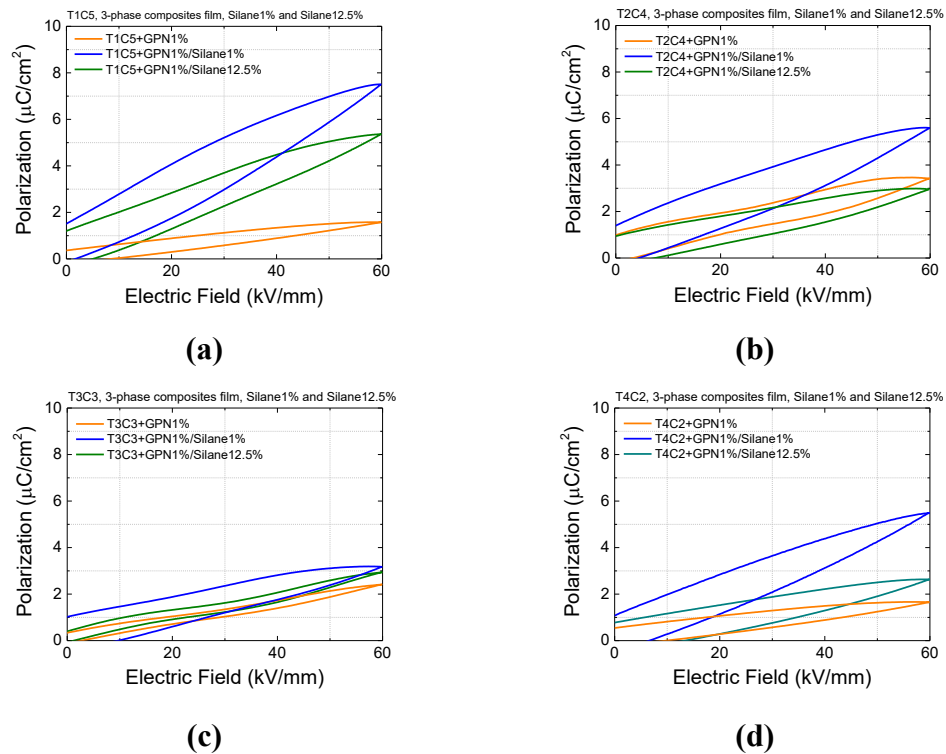 T1C5, 3-phase composites film, Silane1% and Silane12.5%
T1C5+GPN1%
T1C5+GPN1%/Silane1%
T1C5+GPN1%/Silane12.5%
Polarization (μC/cm²)
10
8
6
4
2
0
0 20 40 60
Electric Field (kV/mm)
(a)
T2C4, 3-phase composites film, Silane1% and Silane12.5%
T2C4+GPN1%
T2C4+GPN1%/Silane1%
T2C4+GPN1%/Silane12.5%
Polarization (μC/cm²)
10
8
6
4
2
0
0 20 40 60
Electric Field (kV/mm)
(b)
T3C3, 3-phase composites film, Silane1% and Silane12.5%
T3C3+GPN1%
T3C3+GPN1%/Silane1%
T3C3+GPN1%/Silane12.5%
Polarization (μC/cm²)
10
8
6
4
2
0
0 20 40 60
Electric Field (kV/mm)
(c)
T4C2, 3-phase composites film, Silane1% and Silane12.5%
T4C2+GPN1%
T4C2+GPN1%/Silane1%
T4C2+GPN1%/Silane12.5%
Polarization (μC/cm²)
10
8
6
4
2
0
0 20 40 60
Electric Field (kV/mm)
(d)